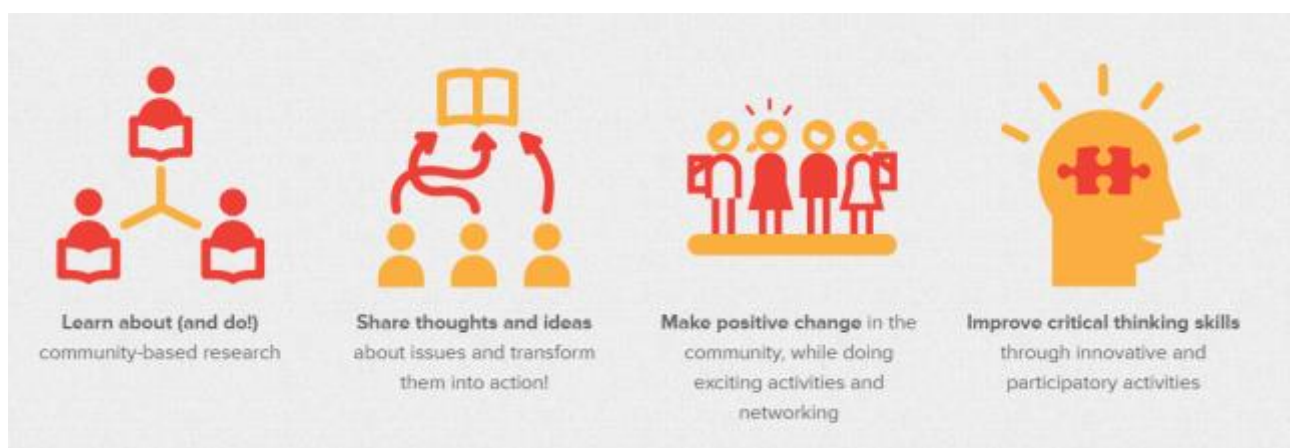 Learn about (and do!)
community-based research
Share thoughts and ideas
about issues and transform
them into action!
Make positive change in the
community, while doing
exciting activities and
networking
Improve critical thinking skills
through innovative and
participatory activities